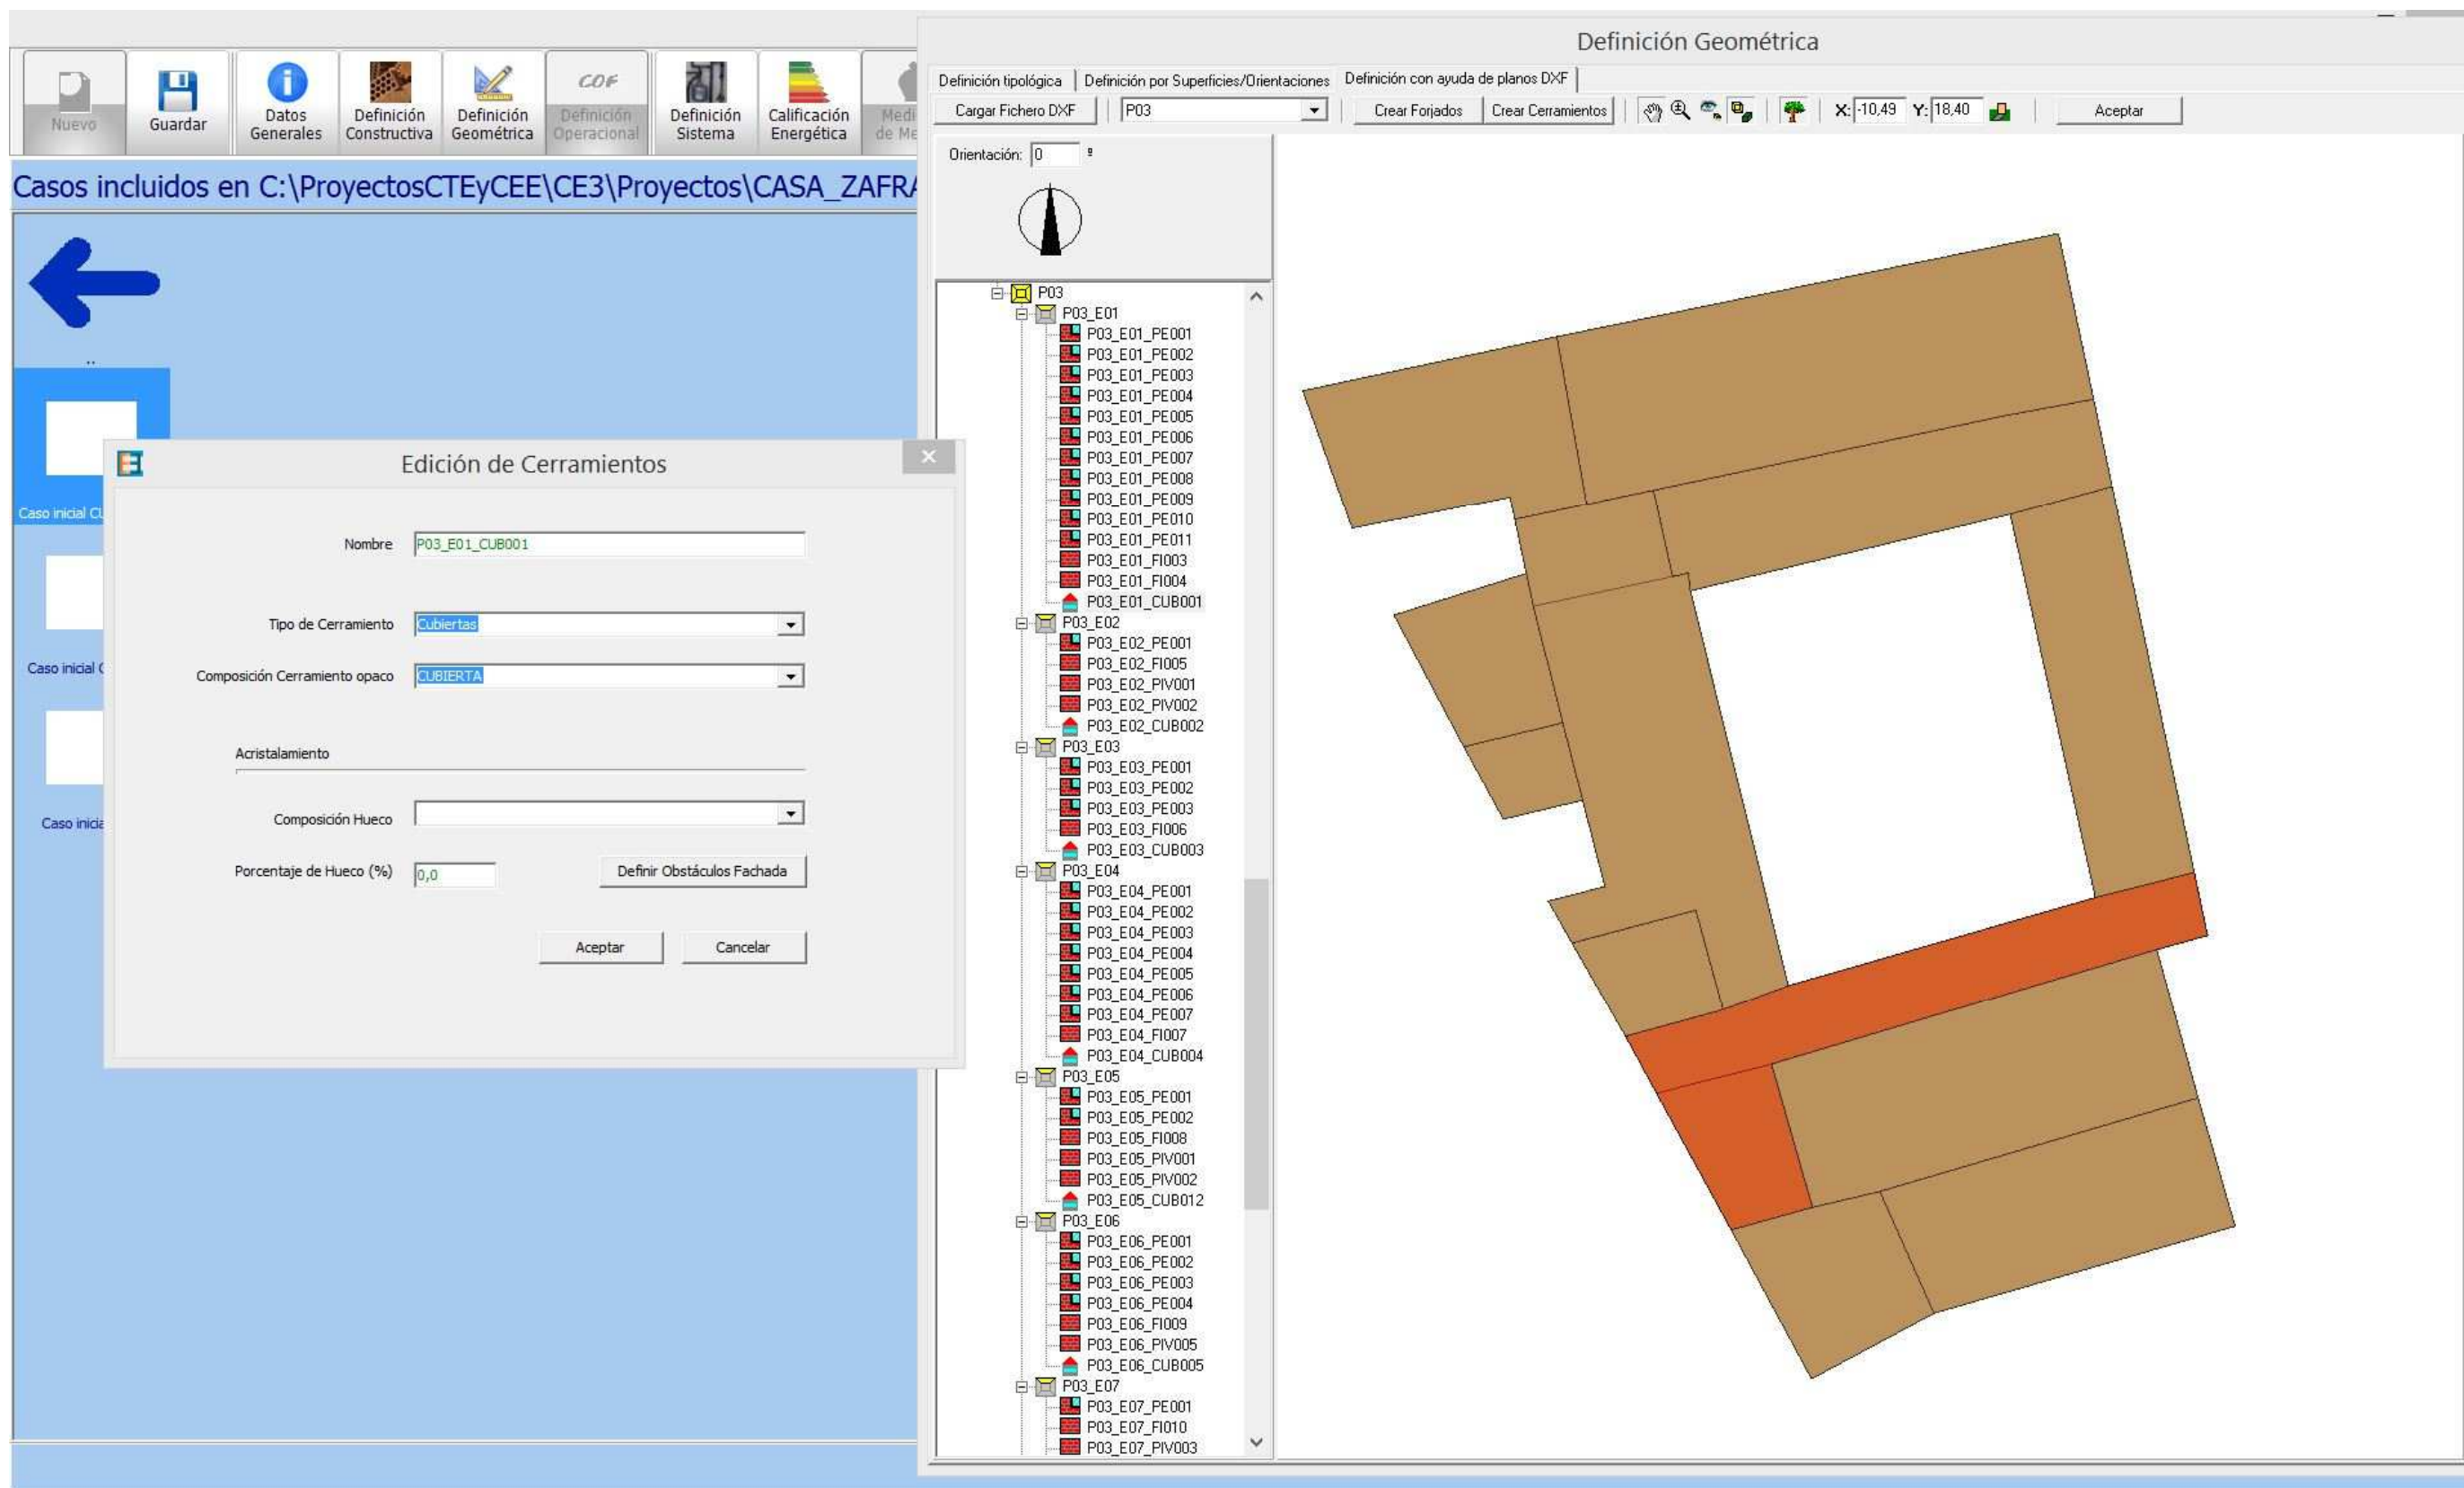 Definición Geométrica
Nuevo
Guardar
Datos Generales
Definición Constructiva
Definición Geométrica
COF
Definición Operacional
Definición Sistema
Calificación Energética
Definición tipológica
Definición por Superficies/Orientaciones
Definición con ayuda de planos DXF
Cargar Fichero DXF
P03
Crear Forjados
Crear Cerramientos
X: -10,49
Y: 18,40
Aceptar
Casos incluidos en C:\ProyectosCTEyCEE\CE3\Proyectos\CASA_ZAFRA
Orientación: 0 º
..
Caso inicial
Caso inicial
Caso inicia
Edición de Cerramientos
Nombre P03_E01_CUB001
Tipo de Cerramiento Cubiertas
Composición Cerramiento opaco CUBIERTA
Acristalamiento
Composición Hueco
Porcentaje de Hueco (%) 0,0
Definir Obstáculos Fachada
Aceptar
Cancelar
P03
P03_E01
P03_E01_PE001
P03_E01_PE002
P03_E01_PE003
P03_E01_PE004
P03_E01_PE005
P03_E01_PE006
P03_E01_PE007
P03_E01_PE008
P03_E01_PE009
P03_E01_PE010
P03_E01_PE011
P03_E01_FI003
P03_E01_FI004
P03_E01_CUB001
P03_E02
P03_E02_PE001
P03_E02_FI005
P03_E02_PIV001
P03_E02_PIV002
P03_E02_CUB002
P03_E03
P03_E03_PE001
P03_E03_PE002
P03_E03_PE003
P03_E03_FI006
P03_E03_CUB003
P03_E04
P03_E04_PE001
P03_E04_PE002
P03_E04_PE003
P03_E04_PE004
P03_E04_PE005
P03_E04_PE006
P03_E04_PE007
P03_E04_FI007
P03_E04_CUB004
P03_E05
P03_E05_PE001
P03_E05_PE002
P03_E05_FI008
P03_E05_PIV001
P03_E05_PIV002
P03_E05_CUB012
P03_E06
P03_E06_PE001
P03_E06_PE002
P03_E06_PE003
P03_E06_PE004
P03_E06_FI009
P03_E06_PIV005
P03_E06_CUB005
P03_E07
P03_E07_PE001
P03_E07_FI010
P03_E07_PIV003